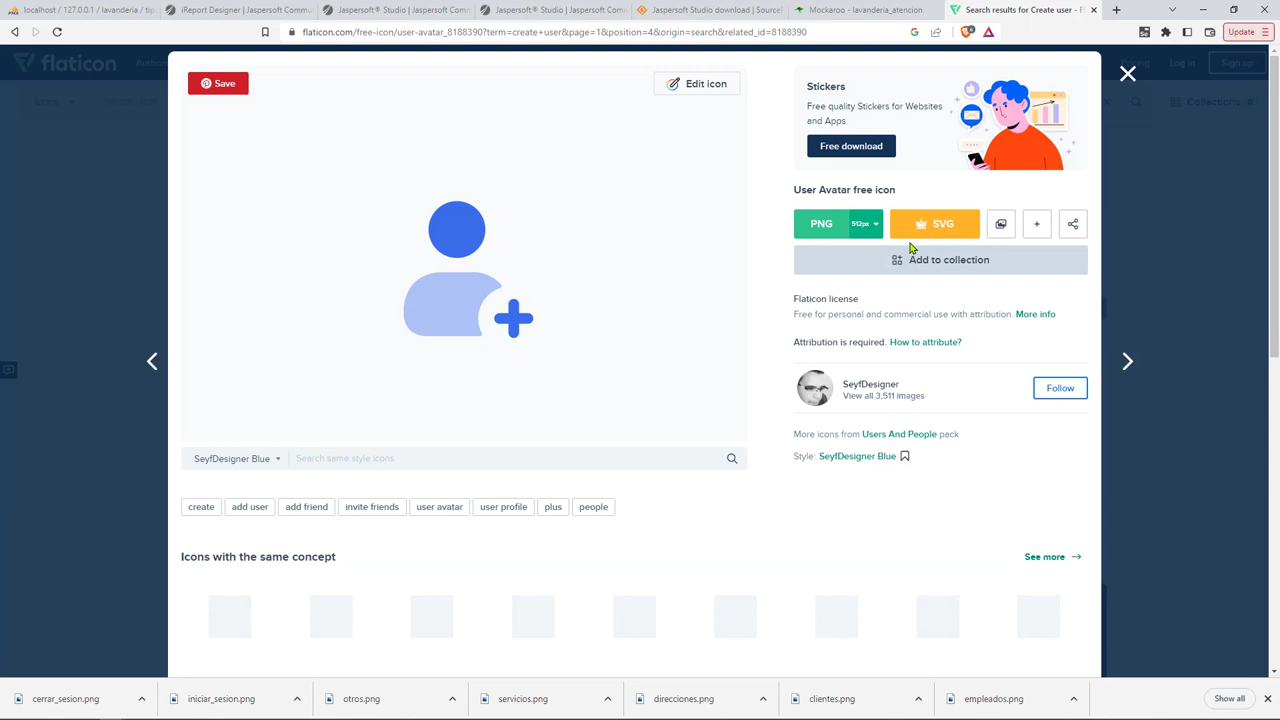 localhost / 127.0.0.1 / lavanderia / tip
iReport Designer | Jaspersoft Commu
Jaspersoft® Studio | Jaspersoft Com
Jaspersoft® Studio | Jaspersoft Com
Jaspersoft Studio download | Source
Mockaroo - lavanderia_atencion
Search results for Create user - F
flaticon.com/free-icon/user-avatar_8188390?term=create+user&page=1&position=4&origin=search&related_id=8188390
Update
flaticon
Log in
Sign up
Save
Edit icon
Stickers
Free quality Stickers for Websites
and Apps
Free download
Collections
User Avatar free icon
PNG
512px
SVG
+
Add to collection
Flaticon license
Free for personal and commercial use with attribution. More info
Attribution is required. How to attribute?
SeyfDesigner
View all 3,511 images
Follow
More icons from Users And People pack
Style: SeyfDesigner Blue
SeyfDesigner Blue
Search same style icons
create
add user
add friend
invite friends
user avatar
user profile
plus
people
Icons with the same concept
See more
cerrar_sesion.png
iniciar_sesion.png
otros.png
servicios.png
direcciones.png
clientes.png
empleados.png
Show all